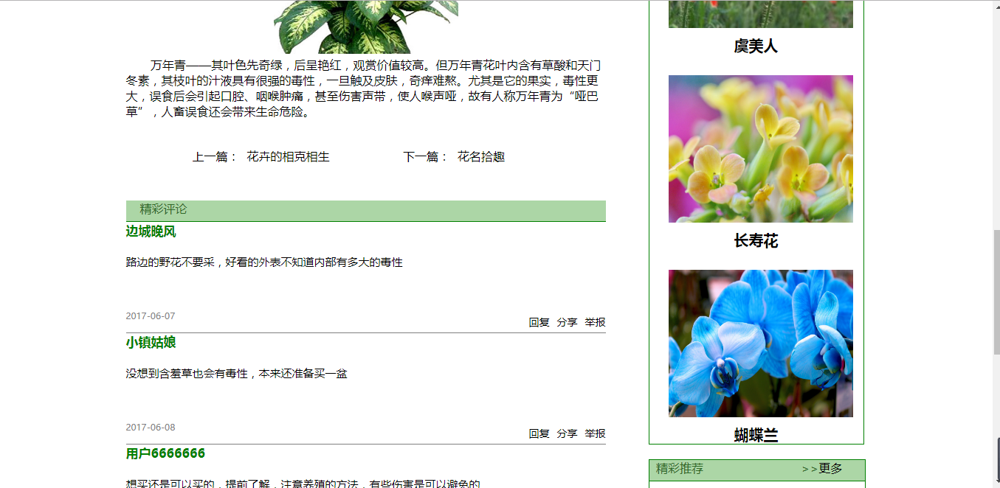 万年青——其叶色先奇绿，后呈艳红，观赏价值较高。但万年青花叶内含有草酸和天门
冬素，其枝叶的汁液具有很强的毒性，一旦触及皮肤，奇痒难熬。尤其是它的果实，毒性更
大，误食后会引起口腔、咽喉肿痛，甚至伤害声带，使人喉声哑，故有人称万年青为“哑巴
草”，人畜误食还会带来生命危险。
上一篇： 花卉的相克相生 下一篇： 花名拾趣
精彩评论
边城晚风
路边的野花不要采，好看的外表不知道内部有多大的毒性
2017-06-07
回复 分享 举报
小镇姑娘
没想到含羞草也会有毒性，本来还准备买一盆
2017-06-08
回复 分享 举报
用户6666666
想买还是可以买的，提前了解，注意养殖的方法，有些伤害是可以避免的
虞美人
长寿花
蝴蝶兰
精彩推荐 >>更多